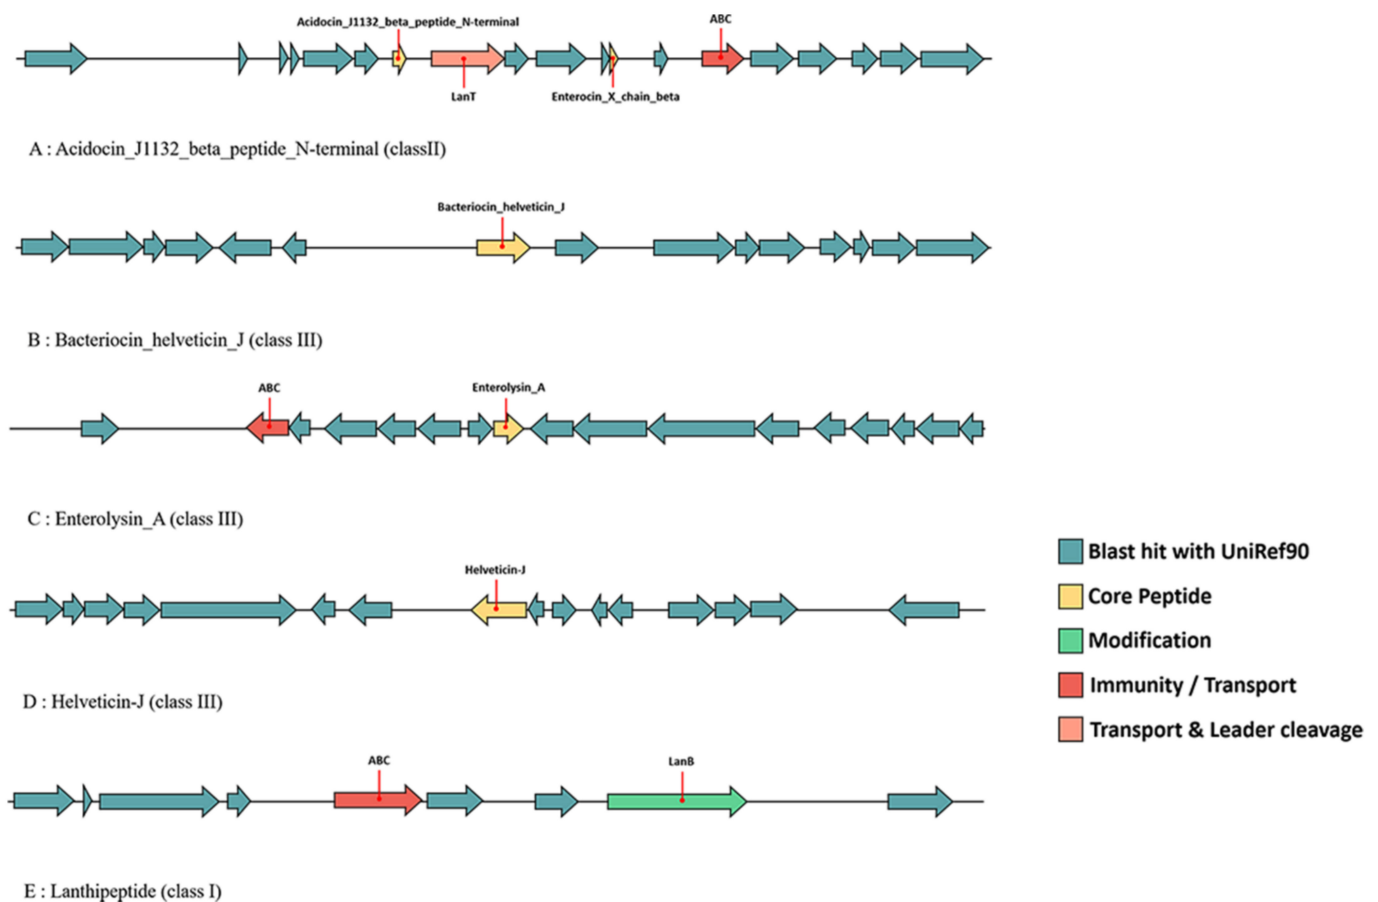 Acidocin_J1132_beta_peptide_N-terminal
ABC
LanT
Enterocin_X_chain_beta
A : Acidocin_J1132_beta_peptide_N-terminal (classII)
Bacteriocin_helveticin_J
B : Bacteriocin_helveticin_J (class III)
ABC
Enterolysin_A
C : Enterolysin_A (class III)
Helveticin-J
D : Helveticin-J (class III)
ABC
LanB
E : Lanthipeptide (class I)
Blast hit with UniRef90
Core Peptide
Modification
Immunity / Transport
Transport & Leader cleavage